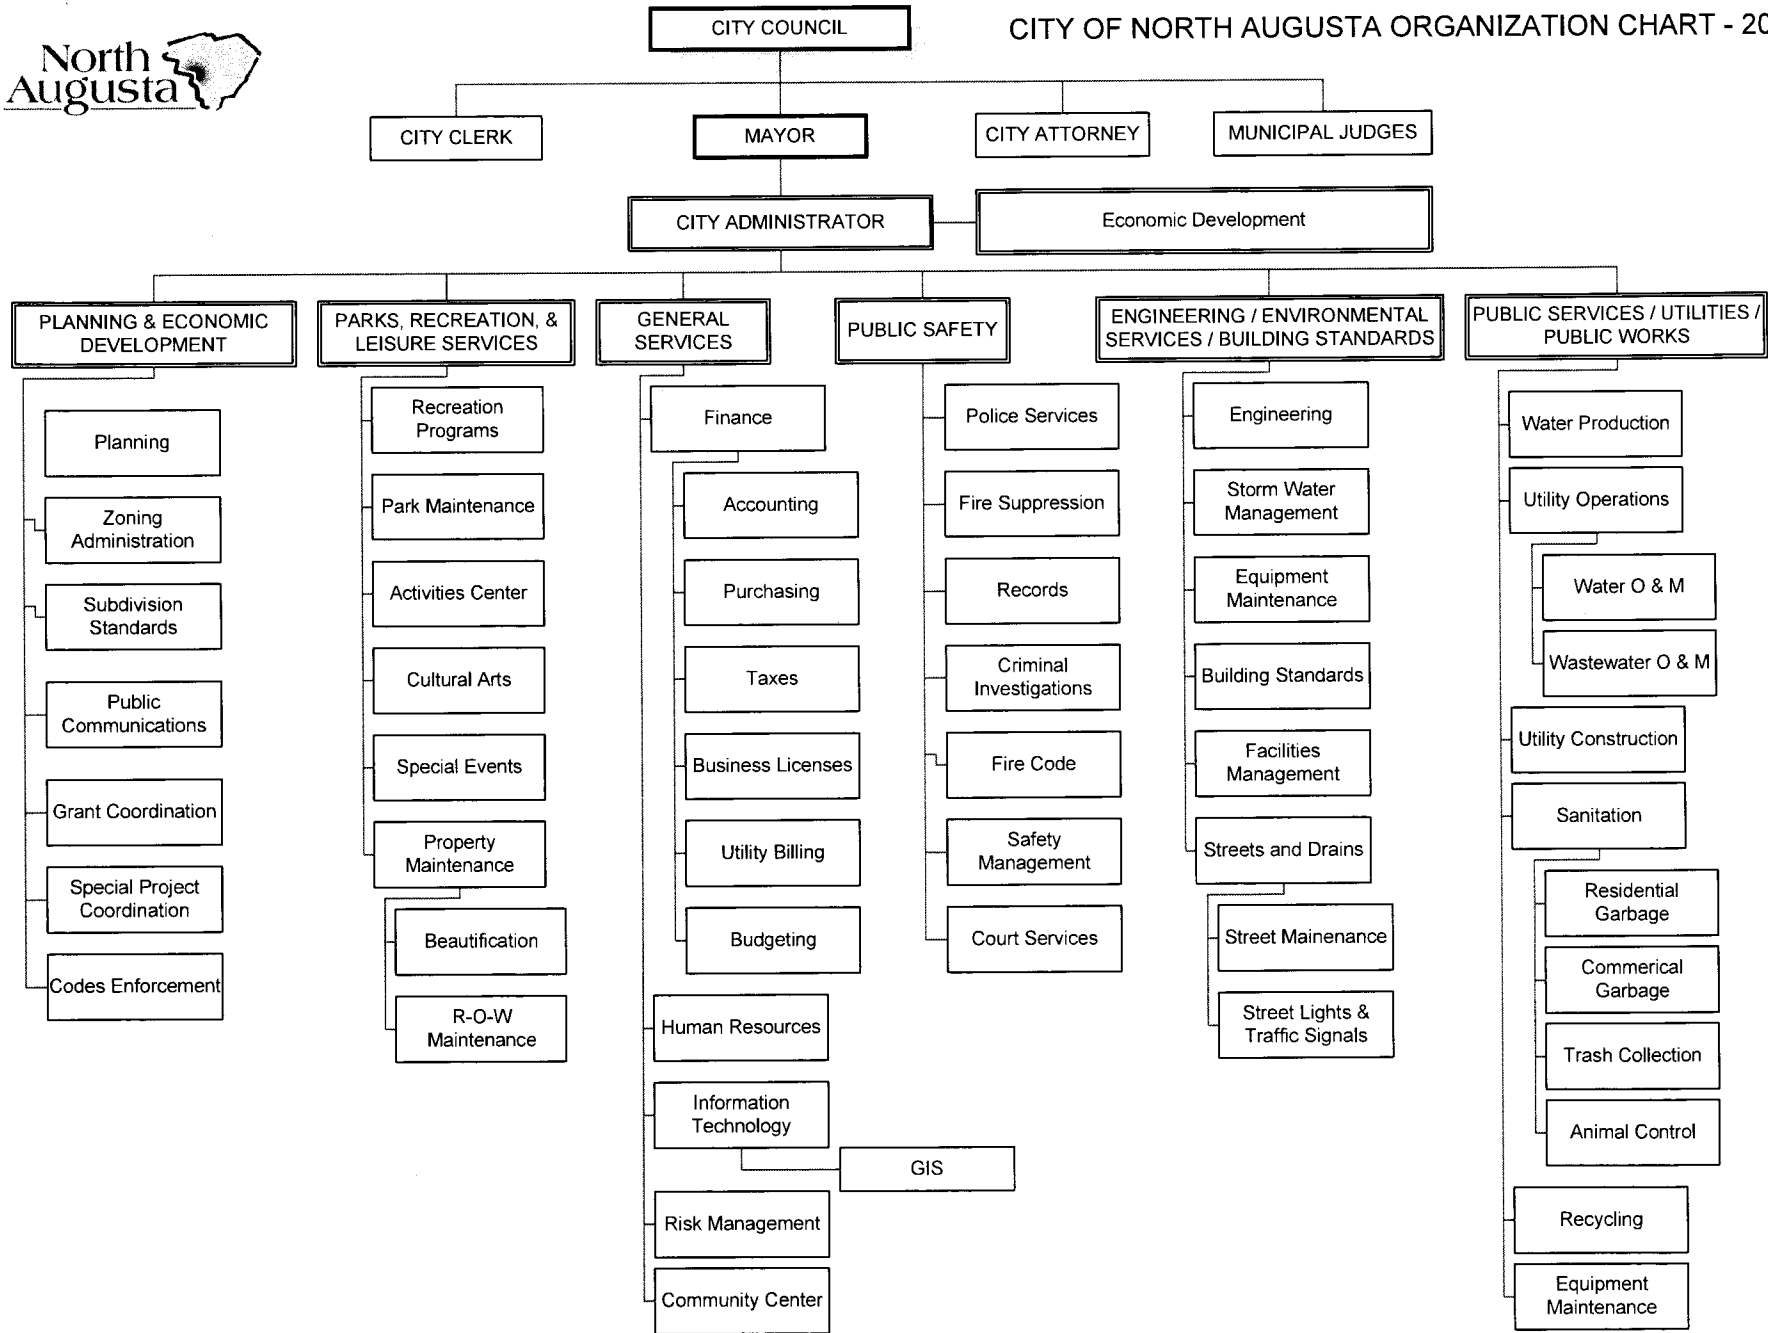 North
Augusta
CITY OF NORTH AUGUSTA ORGANIZATION CHART - 20
CITY COUNCIL
CITY CLERK
MAYOR
CITY ATTORNEY
MUNICIPAL JUDGES
CITY ADMINISTRATOR
Economic Development
PLANNING & ECONOMIC
DEVELOPMENT
Planning
Zoning
Administration
Subdivision
Standards
Public
Communications
Grant Coordination
Special Project
Coordination
Codes Enforcement
PARKS, RECREATION, &
LEISURE SERVICES
Recreation
Programs
Park Maintenance
Activities Center
Cultural Arts
Special Events
Property
Maintenance
Beautification
R-O-W
Maintenance
GENERAL
SERVICES
Finance
Accounting
Purchasing
Taxes
Business Licenses
Utility Billing
Budgeting
Human Resources
Information
Technology
GIS
Risk Management
Community Center
PUBLIC SAFETY
Police Services
Fire Suppression
Records
Criminal
Investigations
Fire Code
Safety
Management
Court Services
ENGINEERING / ENVIRONMENTAL
SERVICES / BUILDING STANDARDS
Engineering
Storm Water
Management
Equipment
Maintenance
Building Standards
Facilities
Management
Streets and Drains
Street Mainenance
Street Lights &
Traffic Signals
PUBLIC SERVICES / UTILITIES /
PUBLIC WORKS
Water Production
Utility Operations
Water O & M
Wastewater O & M
Utility Construction
Sanitation
Residential
Garbage
Commerical
Garbage
Trash Collection
Animal Control
Recycling
Equipment
Maintenance